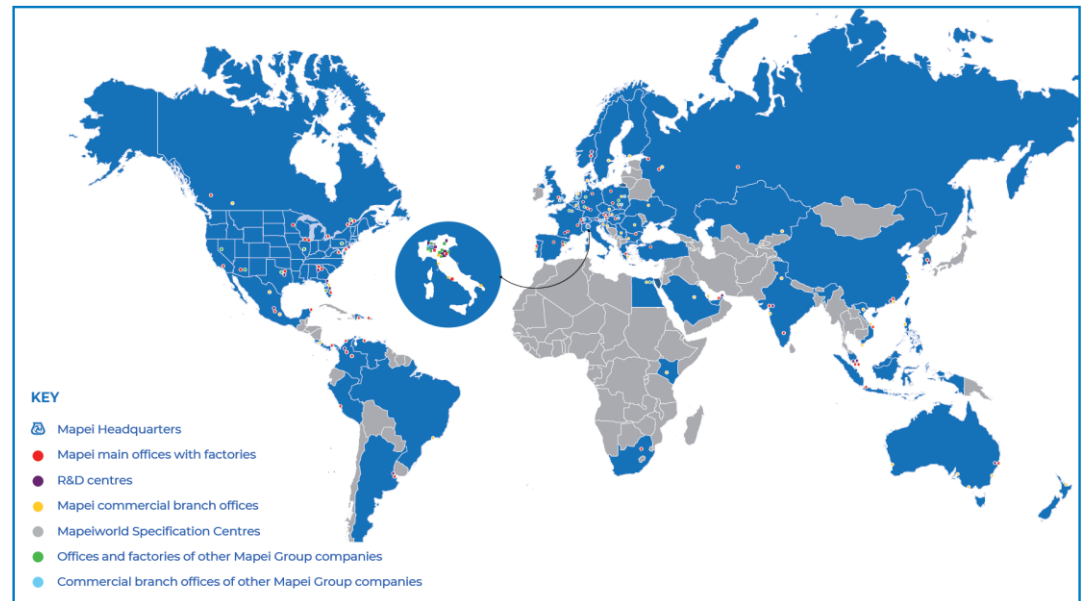 KEY
Mapei Headquarters
Mapei main offices with factories
R&D centres
Mapei commercial branch offices
Mapeiworld Specification Centres
Offices and factories of other Mapei Group companies
Commercial branch offices of other Mapei Group companies